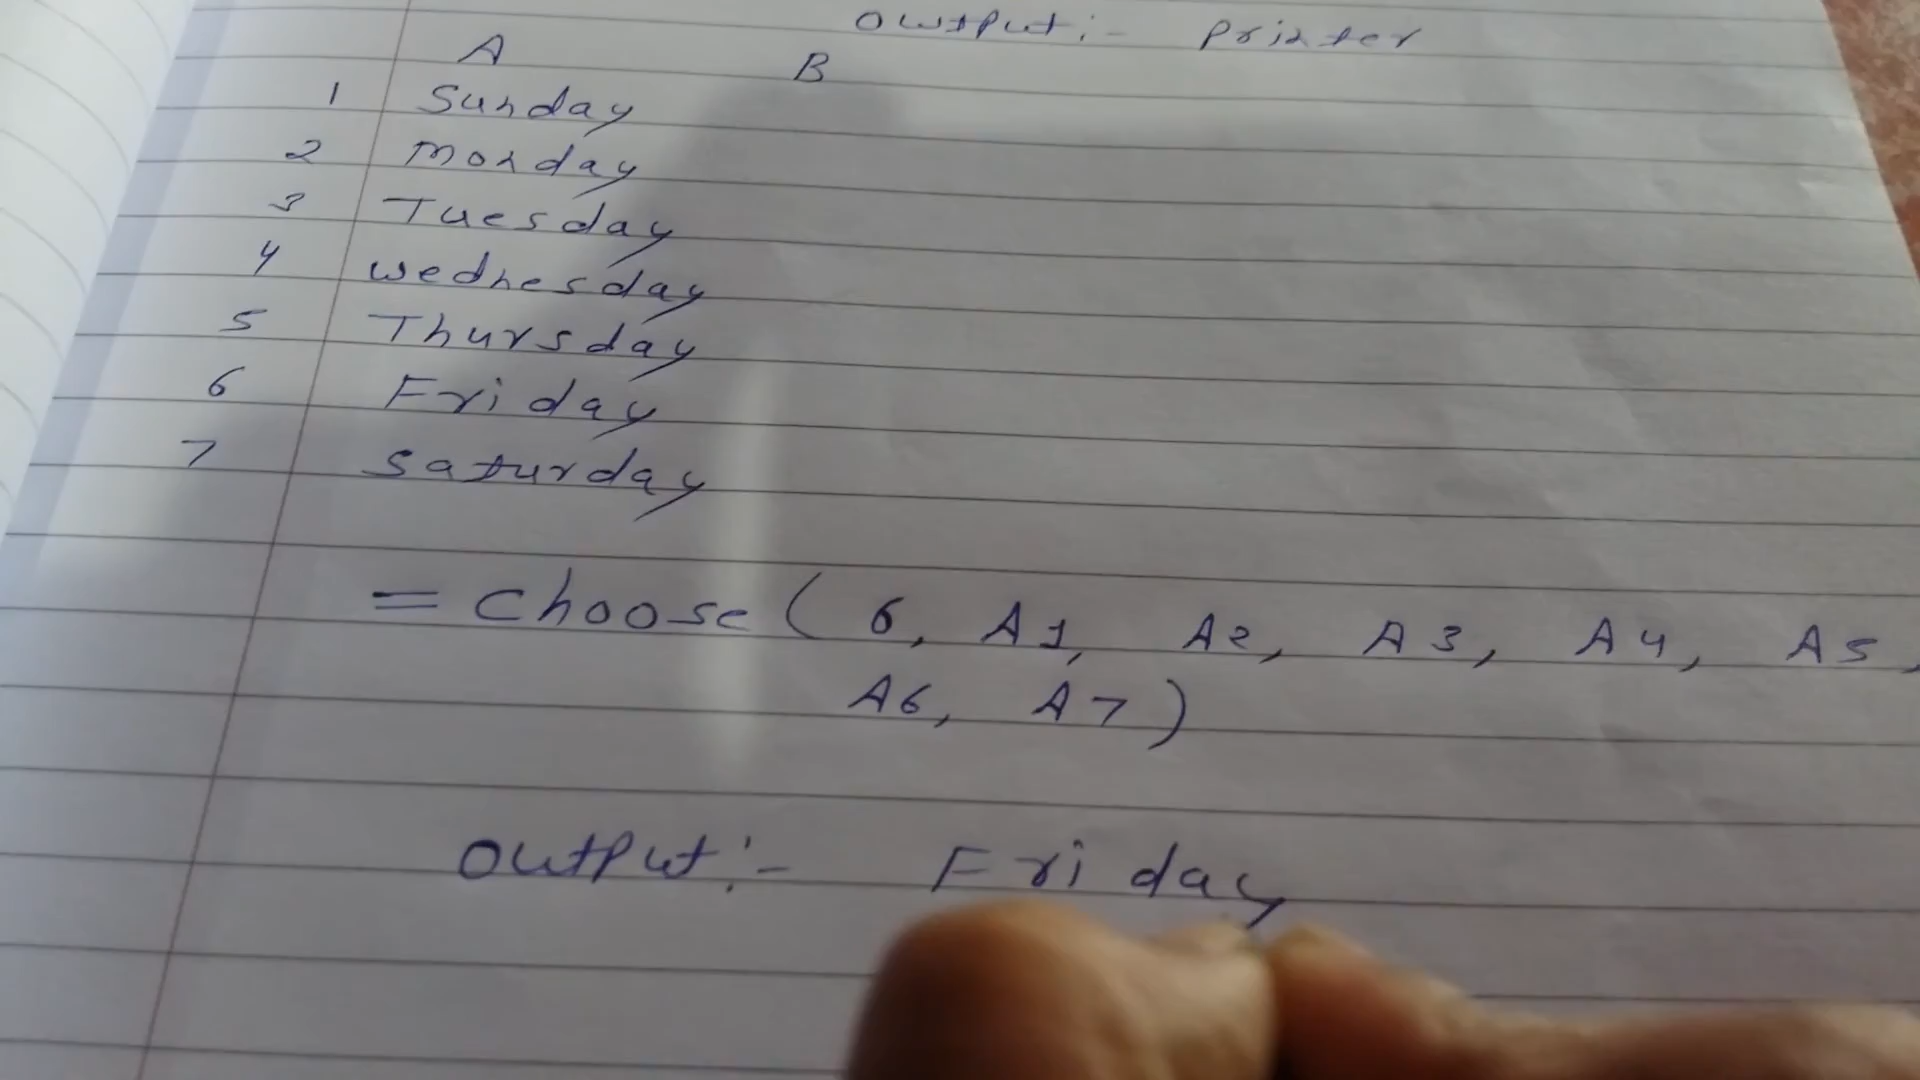 Output:- Printer
A B
1 Sunday
2 Monday
3 Tuesday
4 Wednesday
5 Thursday
6 Friday
7 Saturday
= Choose ( 6, A1, A2, A3, A4, A5,
A6, A7 )
Output:- Friday